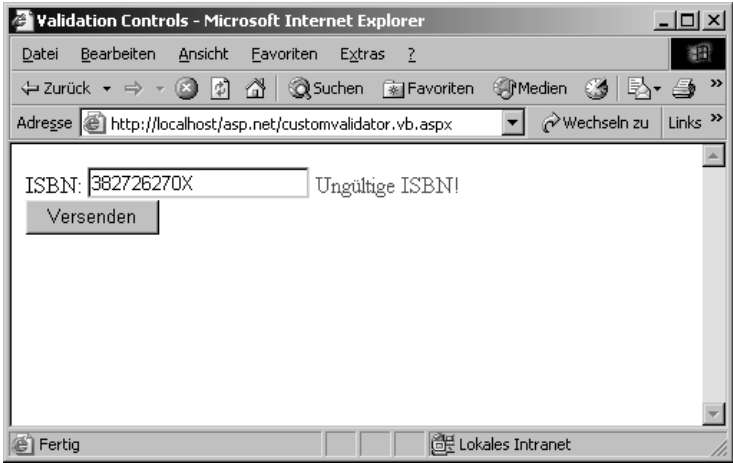 Validation Controls - Microsoft Internet Explorer
Datei Bearbeiten Ansicht Favoriten Extras ?
Zurück Suchen Favoriten Medien »
Adresse http://localhost/asp.net/customvalidator.vb.aspx Wechseln zu Links »
ISBN: 382726270X Ungültige ISBN!
Versenden
Fertig Lokales Intranet